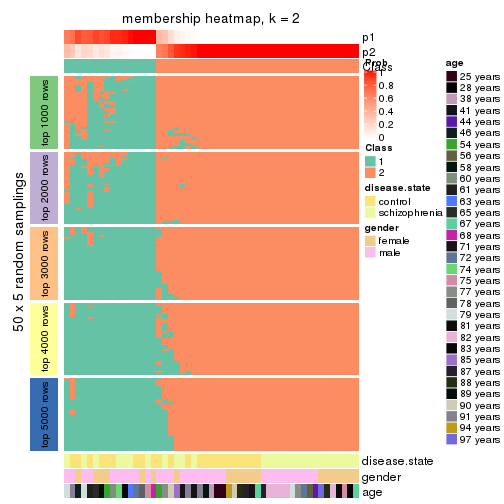 membership heatmap, k = 2
p1
p2
Class
50 x 5 random samplings
top 1000 rows
top 2000 rows
top 3000 rows
top 4000 rows
top 5000 rows
disease.state
gender
age
Prob
1
0.8
0.6
0.4
0.2
0
Class
1
2
disease.state
control
schizophrenia
gender
female
male
age
25 years
28 years
38 years
41 years
44 years
46 years
54 years
56 years
58 years
60 years
61 years
63 years
65 years
67 years
68 years
71 years
72 years
74 years
75 years
77 years
78 years
79 years
81 years
82 years
83 years
85 years
87 years
88 years
89 years
90 years
91 years
94 years
97 years